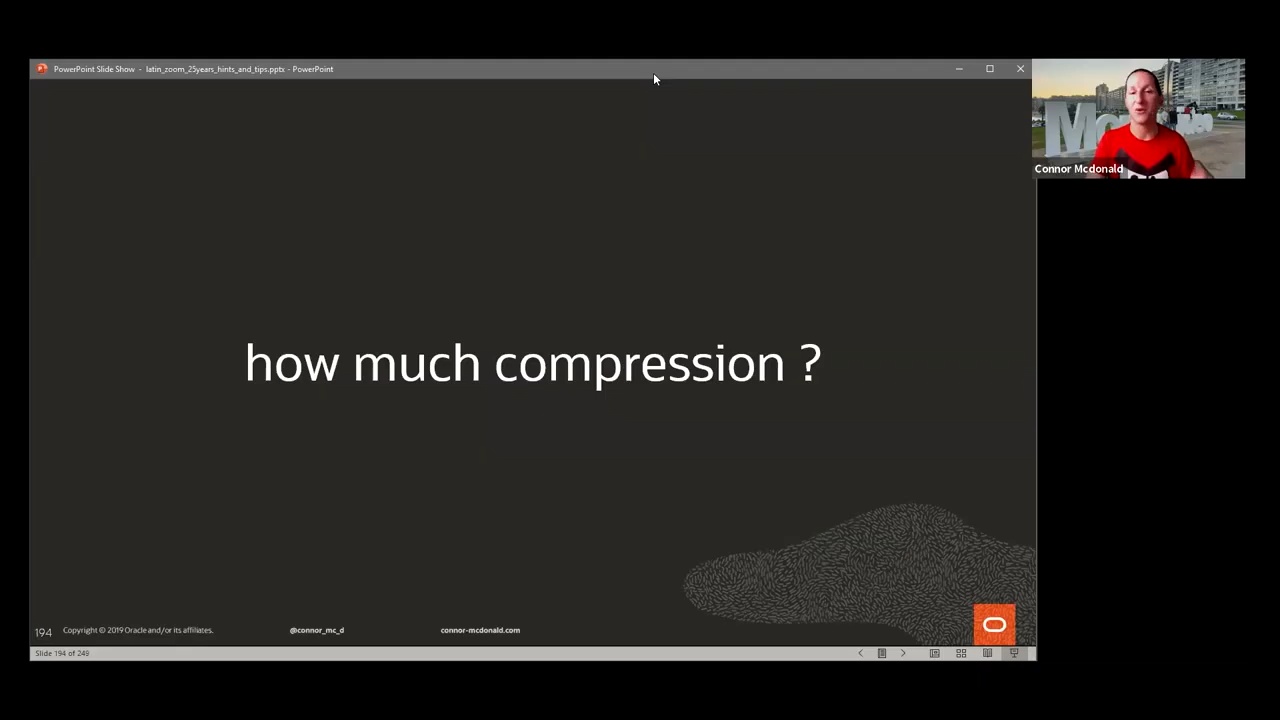 PowerPoint Slide Show - latin_zoom_25years_hints_and_tips.pptx - PowerPoint
Connor Mcdonald
how much compression ?
194 Copyright © 2019 Oracle and/or its affiliates. @connor_mc_d connor-mcdonald.com
Slide 194 of 249